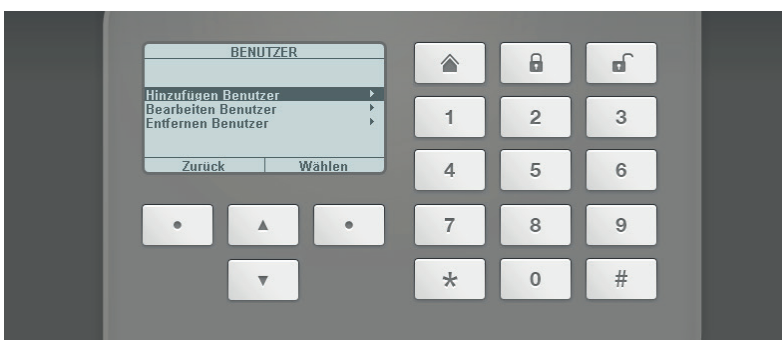 BENUTZER
Hinzufügen Benutzer
Bearbeiten Benutzer
Entfernen Benutzer
Zurück Wählen
1 2 3
4 5 6
7 8 9
* 0 #